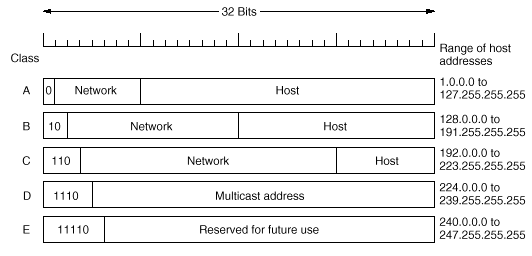 32 Bits
Range of host
addresses
Class
A 0 Network Host 1.0.0.0 to
127.255.255.255
B 10 Network Host 128.0.0.0 to
191.255.255.255
C 110 Network Host 192.0.0.0 to
223.255.255.255
D 1110 Multicast address 224.0.0.0 to
239.255.255.255
E 11110 Reserved for future use 240.0.0.0 to
247.255.255.255